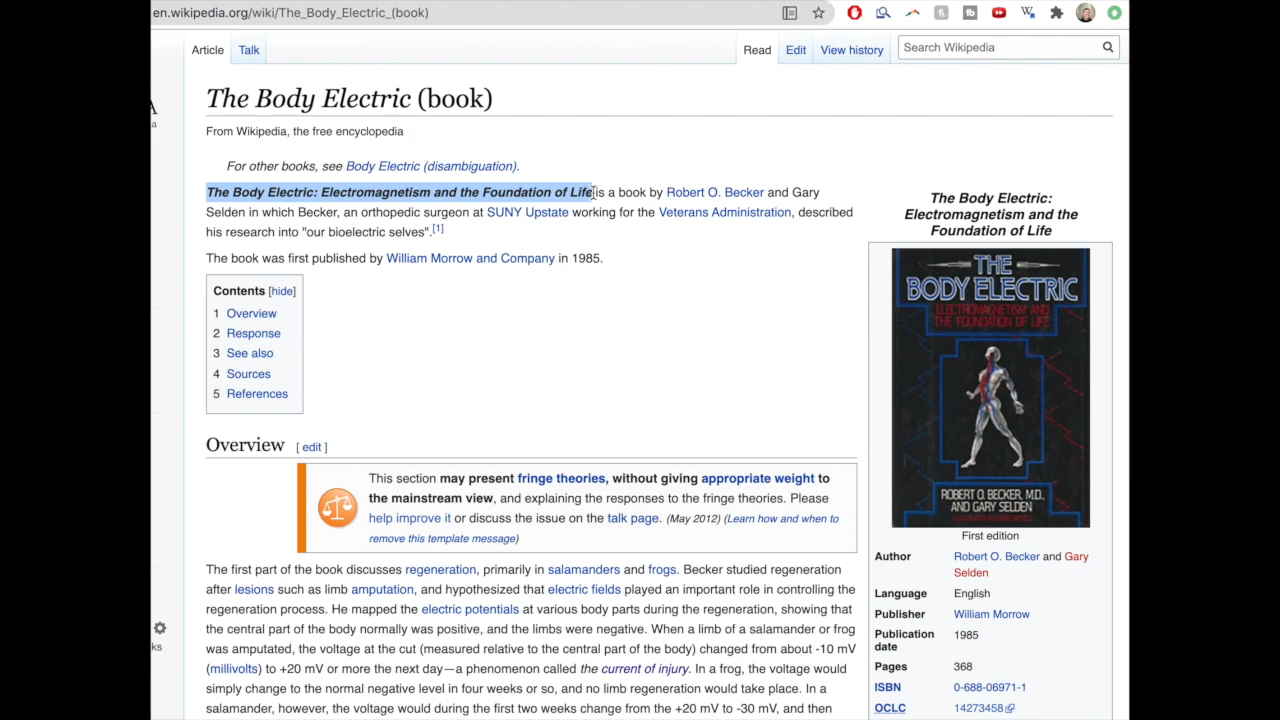 en.wikipedia.org/wiki/The_Body_Electric_(book)
Article
Talk
Read
Edit
View history
Search Wikipedia
A
a
The Body Electric (book)
From Wikipedia, the free encyclopedia
For other books, see Body Electric (disambiguation).
The Body Electric: Electromagnetism and the Foundation of Life is a book by Robert O. Becker and Gary
Selden in which Becker, an orthopedic surgeon at SUNY Upstate working for the Veterans Administration, described
his research into "our bioelectric selves".[1]
The book was first published by William Morrow and Company in 1985.
Contents [hide]
1 Overview
2 Response
3 See also
4 Sources
5 References
Overview [ edit ]
This section may present fringe theories, without giving appropriate weight to
the mainstream view, and explaining the responses to the fringe theories. Please
help improve it or discuss the issue on the talk page. (May 2012) (Learn how and when to
remove this template message)
The first part of the book discusses regeneration, primarily in salamanders and frogs. Becker studied regeneration
after lesions such as limb amputation, and hypothesized that electric fields played an important role in controlling the
regeneration process. He mapped the electric potentials at various body parts during the regeneration, showing that
the central part of the body normally was positive, and the limbs were negative. When a limb of a salamander or frog
was amputated, the voltage at the cut (measured relative to the central part of the body) changed from about -10 mV
(millivolts) to +20 mV or more the next day—a phenomenon called the current of injury. In a frog, the voltage would
simply change to the normal negative level in four weeks or so, and no limb regeneration would take place. In a
salamander, however, the voltage would during the first two weeks change from the +20 mV to -30 mV, and then
ks
The Body Electric:
Electromagnetism and the
Foundation of Life
THE
BODY ELECTRIC
ELECTROMAGNETISM AND
THE FOUNDATION OF LIFE
ROBERT O. BECKER, M.D.,
AND GARY SELDEN
First edition
Author Robert O. Becker and Gary
Selden
Language English
Publisher William Morrow
Publication 1985
date
Pages 368
ISBN 0-688-06971-1
OCLC 14273458